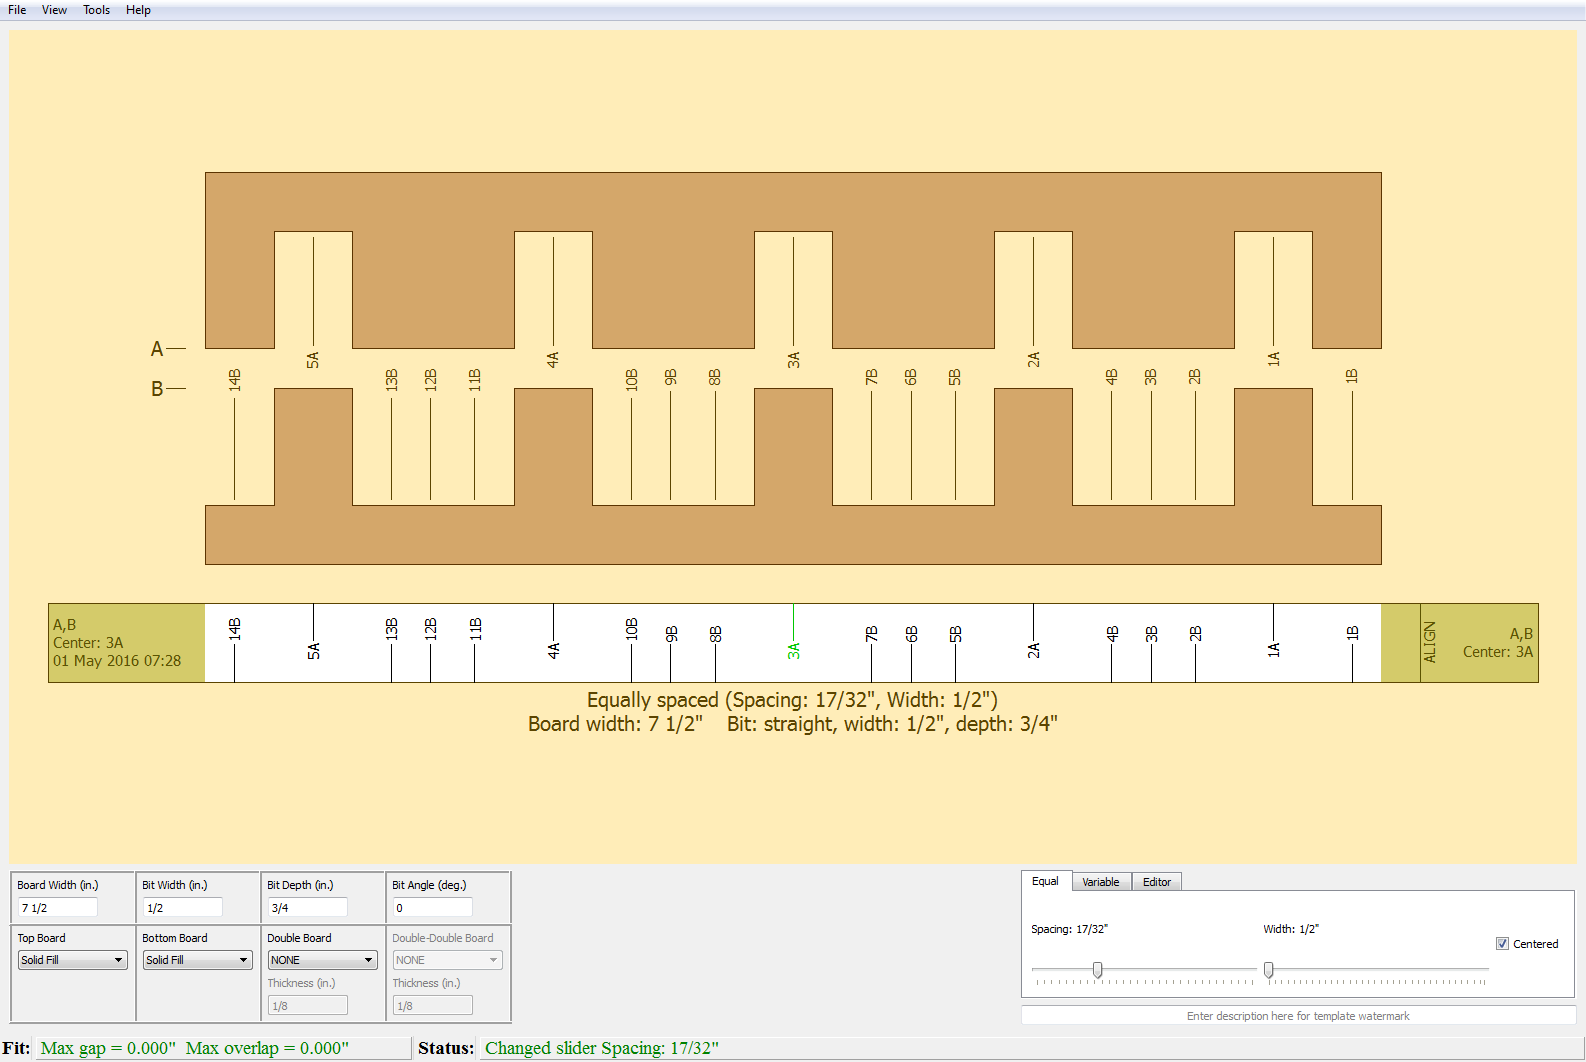 File View Tools Help
A
B
14B 5A 13B 12B 11B 4A 10B 9B 8B 3A 7B 6B 5B 2A 4B 3B 2B 1A 1B
A,B
Center: 3A
01 May 2016 07:28
14B 5A 13B 12B 11B 4A 10B 9B 8B 3A 7B 6B 5B 2A 4B 3B 2B 1A 1B
ALIGN
A,B
Center: 3A
Equally spaced (Spacing: 17/32", Width: 1/2")
Board width: 7 1/2" Bit: straight, width: 1/2", depth: 3/4"
Board Width (in.) Bit Width (in.) Bit Depth (in.) Bit Angle (deg.)
7 1/2 1/2 3/4 0
Top Board Bottom Board Double Board Double-Double Board
Solid Fill Solid Fill NONE NONE
Thickness (in.) Thickness (in.)
1/8 1/8
Equal Variable Editor
Spacing: 17/32" Width: 1/2"
Centered
Enter description here for template watermark
Fit: Max gap = 0.000" Max overlap = 0.000" Status: Changed slider Spacing: 17/32"